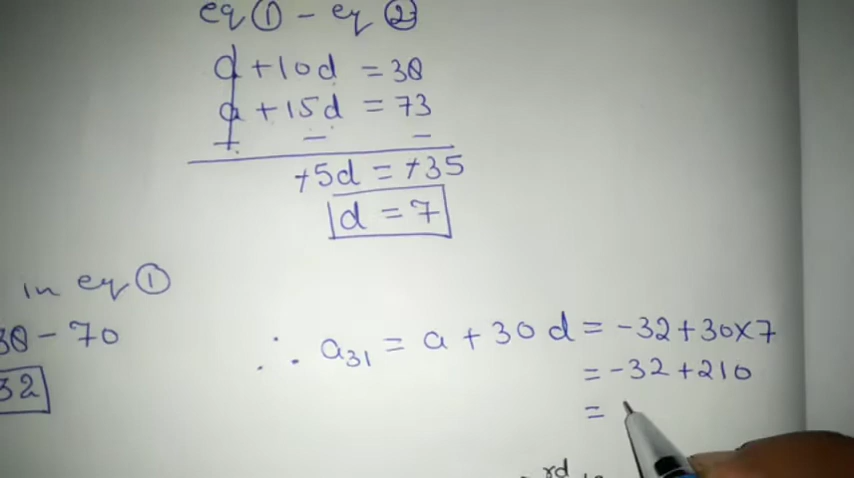 eq ① - eq ②
a + 10d = 38
a + 15d = 73
- - -
+5d = +35
d = 7
in eq ①
38 - 70
32
∴ a31 = a + 30d = -32 + 30×7
= -32 + 210
=
rd